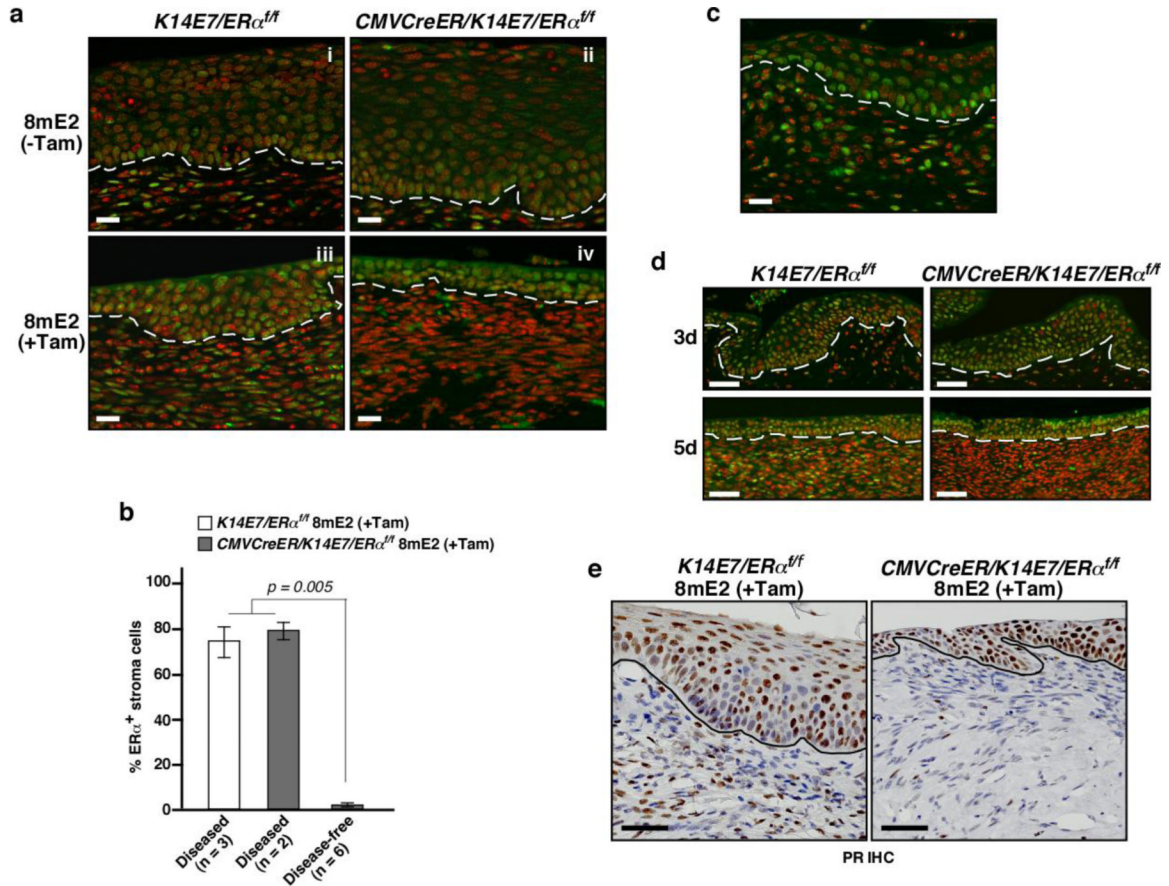 a
K14E7/ERα^f/f
CMVCreER/K14E7/ERα^f/f
8mE2
(-Tam)
i
ii
8mE2
(+Tam)
iii
iv
b
K14E7/ERα^f/f 8mE2 (+Tam)
CMVCreER/K14E7/ERα^f/f 8mE2 (+Tam)
% ERα⁺ stroma cells
100
80
60
40
20
0
p = 0.005
Diseased
(n = 3)
Diseased
(n = 2)
Disease-free
(n = 6)
c
d
K14E7/ERα^f/f
CMVCreER/K14E7/ERα^f/f
3d
5d
e
K14E7/ERα^f/f
8mE2 (+Tam)
CMVCreER/K14E7/ERα^f/f
8mE2 (+Tam)
PR IHC